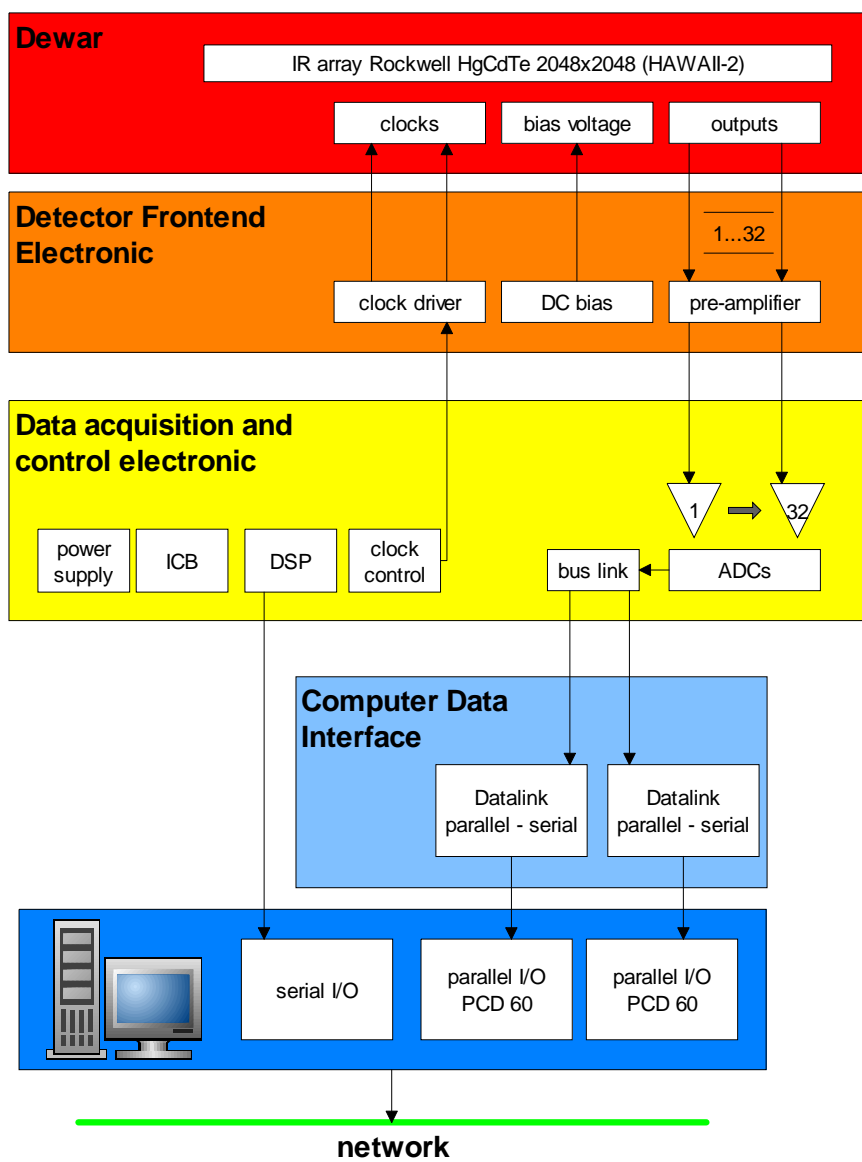 Dewar
IR array Rockwell HgCdTe 2048x2048 (HAWAII-2)
clocks
bias voltage
outputs
Detector Frontend
Electronic
1...32
clock driver
DC bias
pre-amplifier
Data acquisition and
control electronic
1
32
power
supply
ICB
DSP
clock
control
bus link
ADCs
Computer Data
Interface
Datalink
parallel - serial
Datalink
parallel - serial
serial I/O
parallel I/O
PCD 60
parallel I/O
PCD 60
network